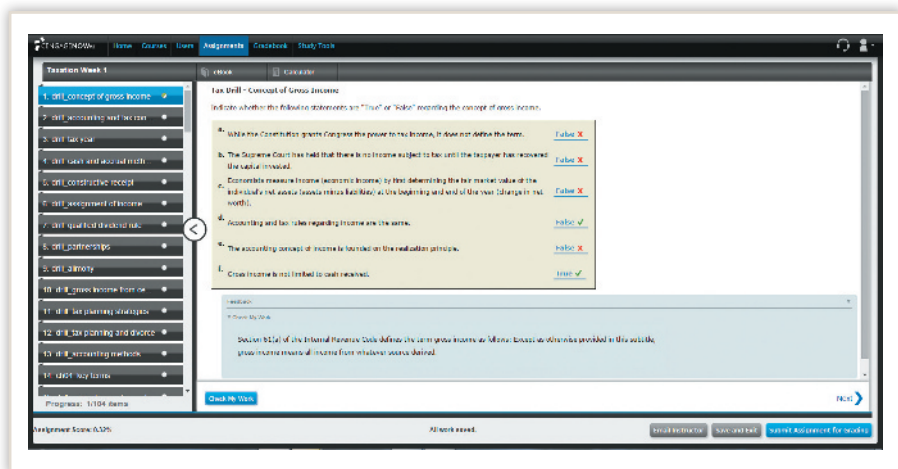 CENGAGENOWv2 Home Courses Users Assignments Gradebook Study Tools
Taxation Week 1
eBook Calculator
1. drill_concept of gross income
2. drill_accounting and tax con
3. drill_tax year
4. drill_cash and accrual meth
5. drill_constructive receipt
6. drill_assignment of income
7. drill_qualified dividend rule
8. drill_partnerships
9. drill_alimony
10. drill_gross income from ce
11. drill_tax planning strategies
12. drill_tax planning and divorce
13. drill_accounting methods
14. ch04_key terms
Progress: 1/104 items
Tax Drill - Concept of Gross Income
Indicate whether the following statements are "True" or "False" regarding the concept of gross income.
a. While the Constitution grants Congress the power to tax income, it does not define the term. False X
b. The Supreme Court has held that there is no income subject to tax until the taxpayer has recovered
the capital invested. False X
c. Economists measure income (economic income) by first determining the fair market value of the
individual's net assets (assets minus liabilities) at the beginning and end of the year (change in net
worth). False X
d. Accounting and tax rules regarding income are the same. False ✓
e. The accounting concept of income is founded on the realization principle. False X
f. Gross income is not limited to cash received. True ✓
Feedback
Check My Work
Section 61(a) of the Internal Revenue Code defines the term gross income as follows: Except as otherwise provided in this subtitle,
gross income means all income from whatever source derived.
Check My Work
Next
Assignment Score: 0.32%
All work saved.
Email Instructor Save and Exit Submit Assignment for Grading